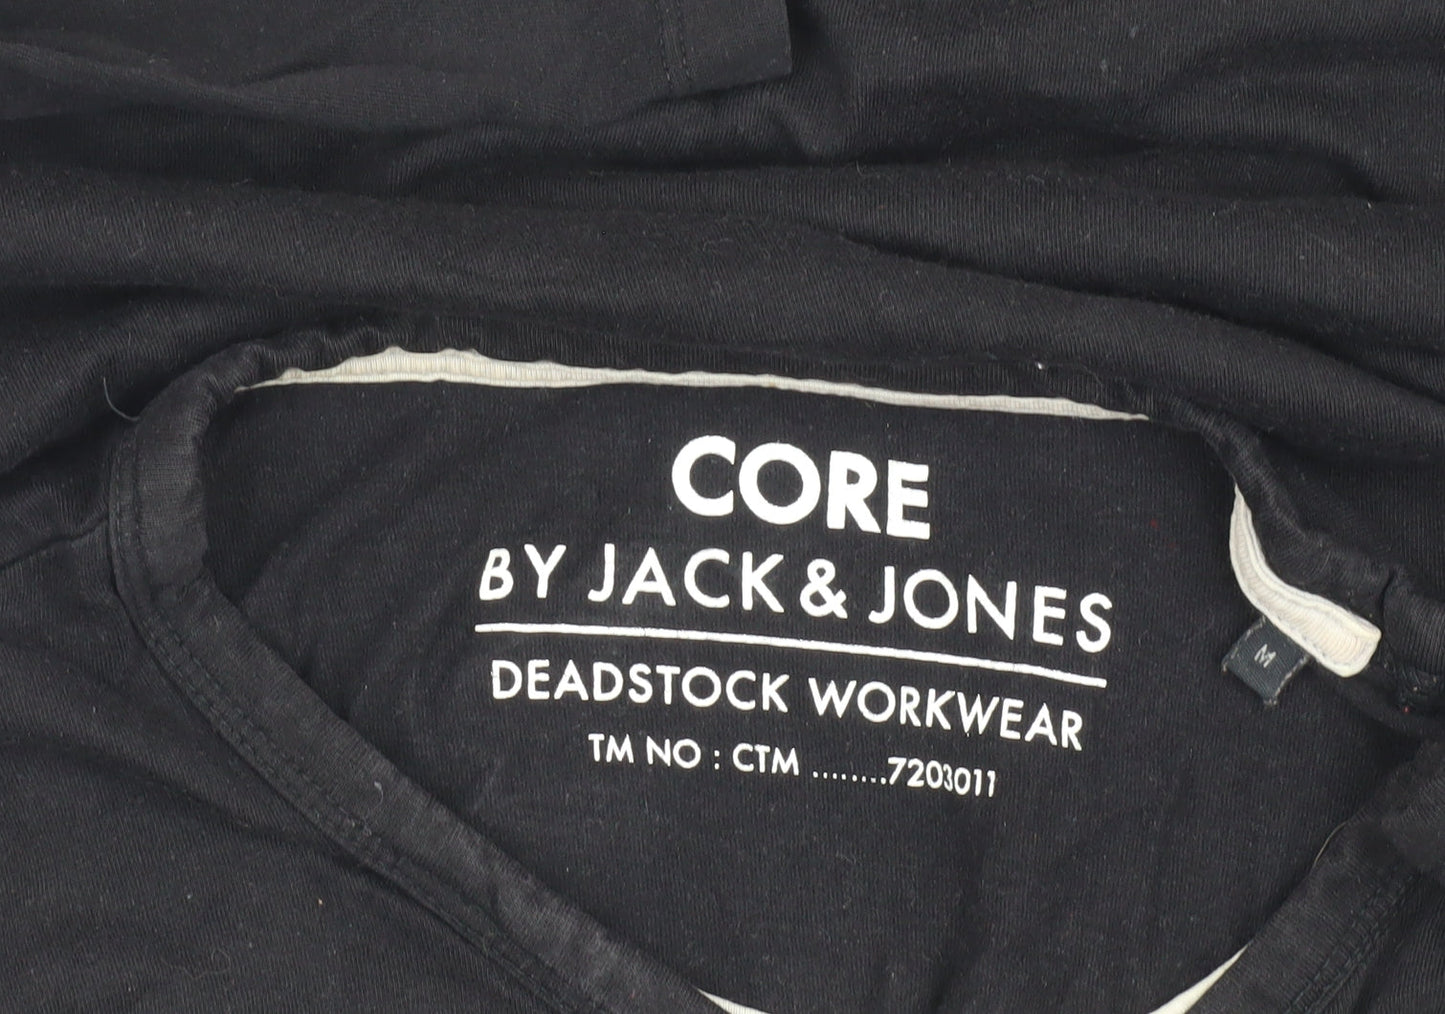 CORE
BY JACK & JONES
DEADSTOCK WORKWEAR
TM NO : CTM ........7203011
M